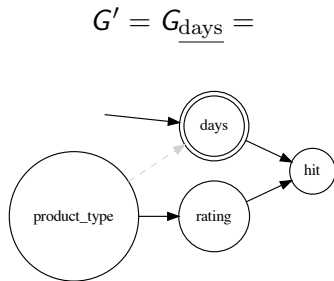 G′ = G_days =
days
hit
product_type
rating